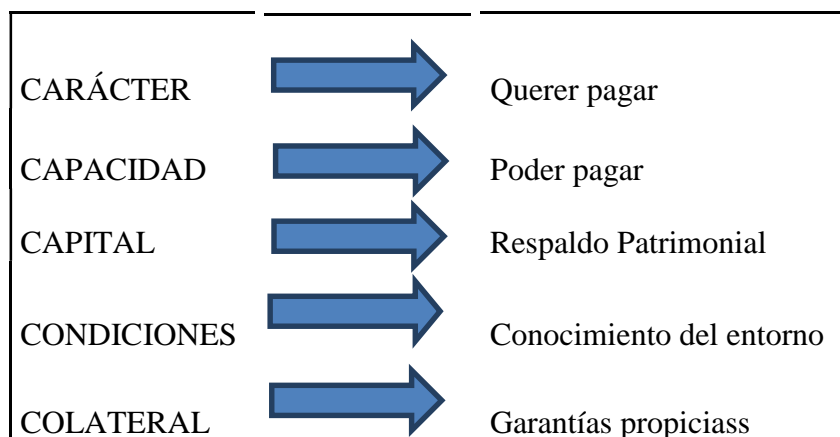 CARÁCTER Querer pagar
CAPACIDAD Poder pagar
CAPITAL Respaldo Patrimonial
CONDICIONES Conocimiento del entorno
COLATERAL Garantías propiciass